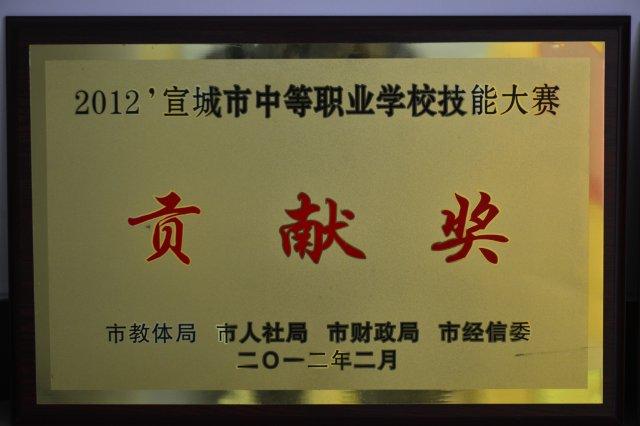 2012'宣城市中等职业学校技能大赛
贡献奖
市教体局 市人社局 市财政局 市经信委
二〇一二年二月